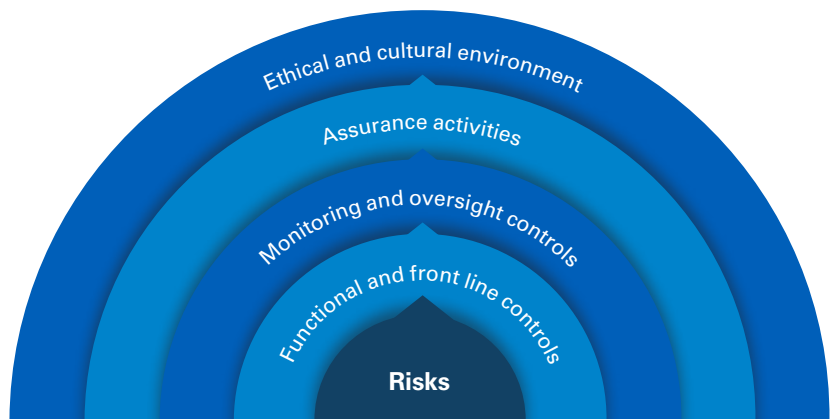 Ethical and cultural environment
Assurance activities
Monitoring and oversight controls
Functional and front line controls
Risks